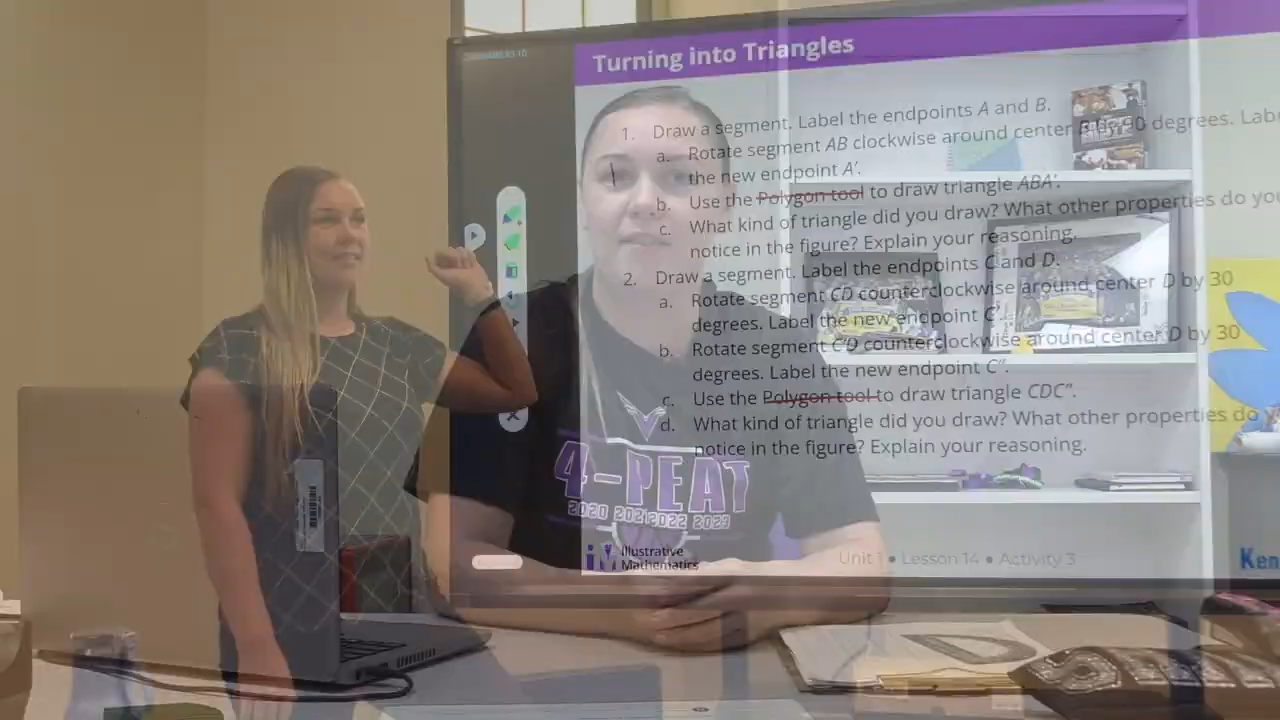 Turning into Triangles
1. Draw a segment. Label the endpoints A and B.
a. Rotate segment AB clockwise around center B by 90 degrees. Label
the new endpoint A′.
b. Use the Polygon tool to draw triangle ABA′.
c. What kind of triangle did you draw? What other properties do you
notice in the figure? Explain your reasoning.
2. Draw a segment. Label the endpoints C and D.
a. Rotate segment CD counterclockwise around center D by 30
degrees. Label the new endpoint C′.
b. Rotate segment C′D counterclockwise around center D by 30
degrees. Label the new endpoint C″.
c. Use the Polygon tool to draw triangle CDC″.
d. What kind of triangle did you draw? What other properties do you
notice in the figure? Explain your reasoning.
4-PEAT
2020 2021 2022 2023
iM Illustrative
Mathematics
Unit 1 • Lesson 14 • Activity 3
Ken